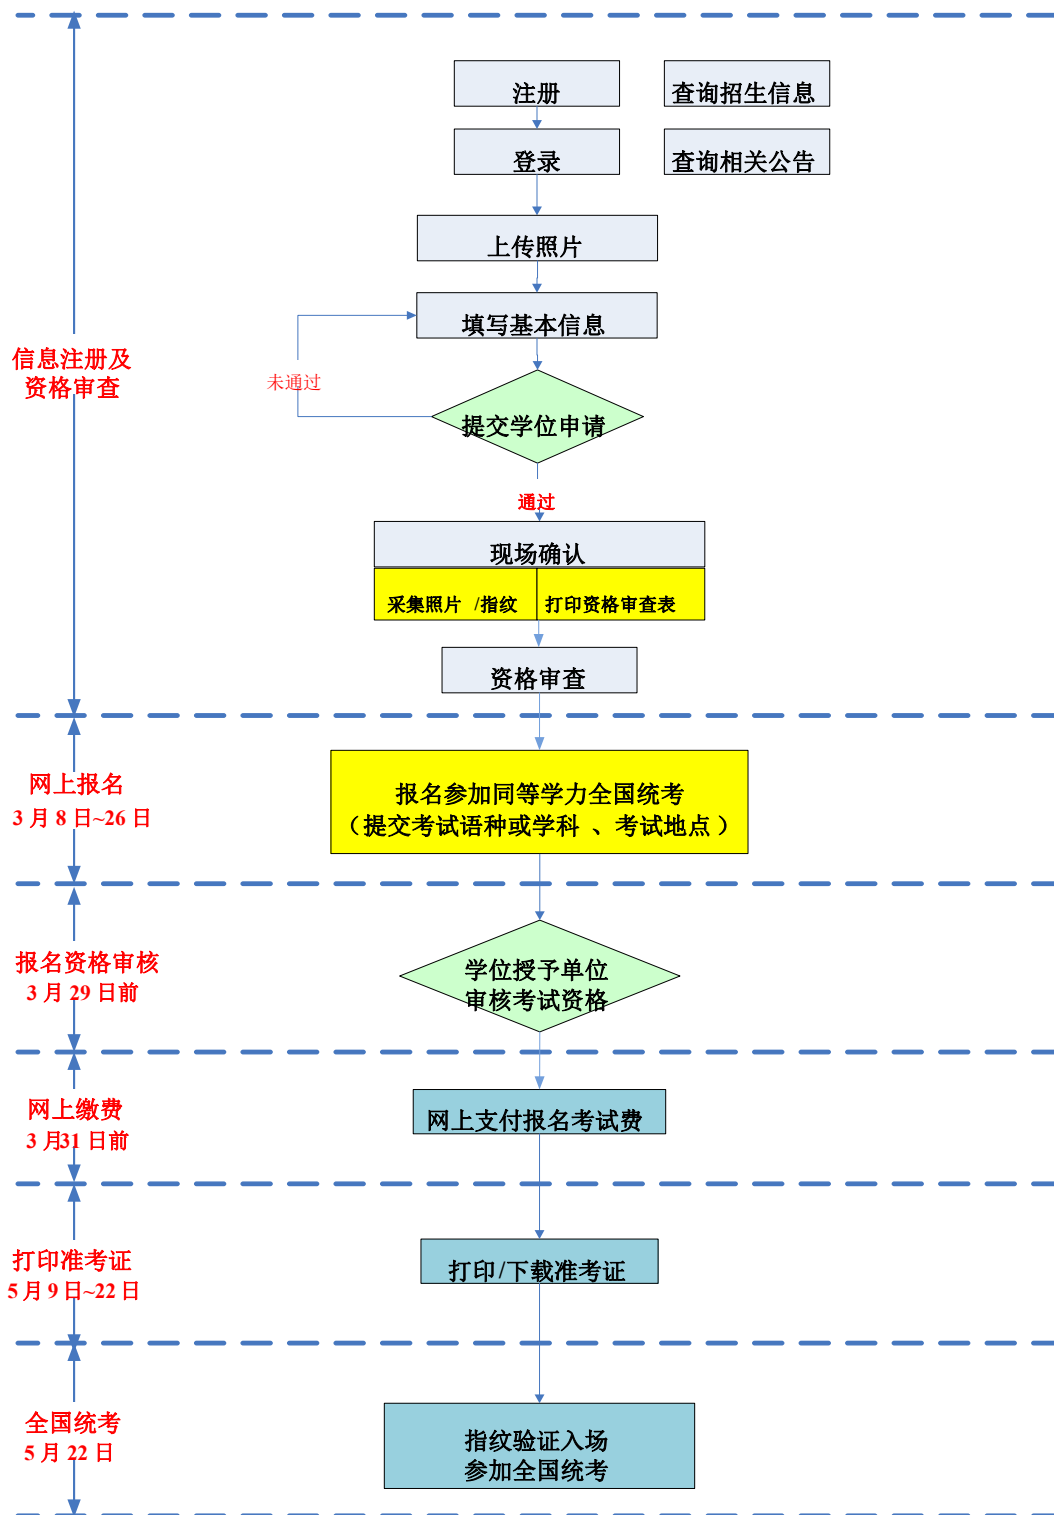 注册
查询招生信息
登录
查询相关公告
上传照片
填写基本信息
信息注册及
资格审查
未通过
提交学位申请
通过
现场确认
采集照片 /指纹
打印资格审查表
资格审查
网上报名
3 月 8 日~26 日
报名参加同等学力全国统考
（提交考试语种或学科 、考试地点 ）
报名资格审核
3 月 29 日前
学位授予单位
审核考试资格
网上缴费
3 月31 日前
网上支付报名考试费
打印准考证
5 月 9 日~22 日
打印/下载准考证
全国统考
5 月 22 日
指纹验证入场
参加全国统考